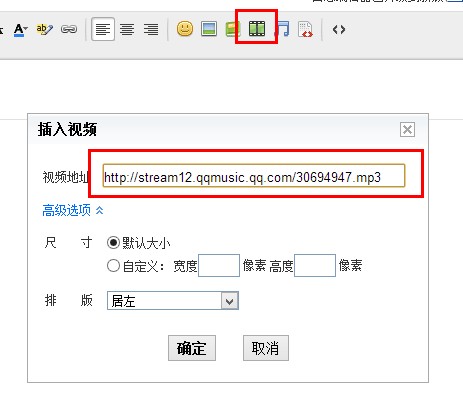 A
ab
插入视频
视频地址
http://stream12.qqmusic.qq.com/30694947.mp3
高级选项
尺 寸 默认大小
自定义: 宽度 像素 高度 像素
排 版 居左
确定 取消